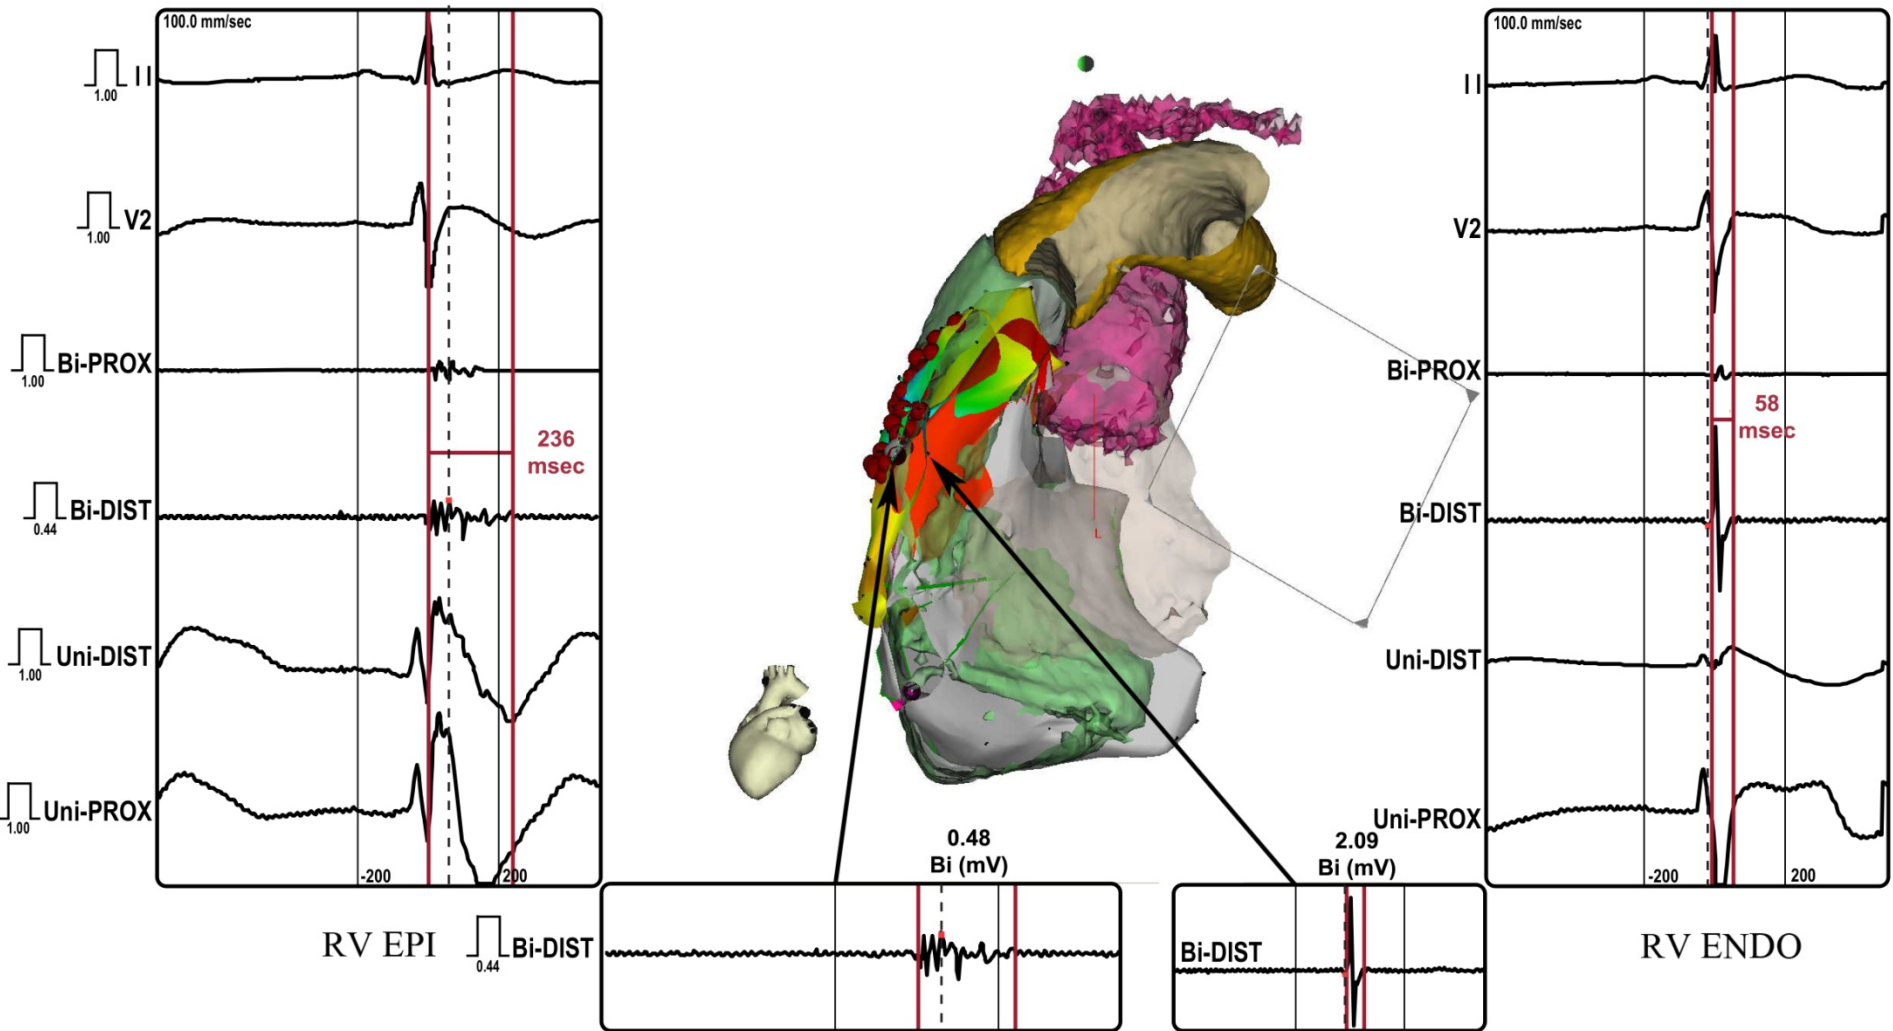 100.0 mm/sec
II
1.00
V2
1.00
Bi-PROX
1.00
236
msec
Bi-DIST
0.44
Uni-DIST
1.00
Uni-PROX
1.00
-200
200
RV EPI
L
0.48
Bi (mV)
Bi-DIST
0.44
2.09
Bi (mV)
Bi-DIST
100.0 mm/sec
II
V2
Bi-PROX
58
msec
Bi-DIST
Uni-DIST
Uni-PROX
-200
200
RV ENDO